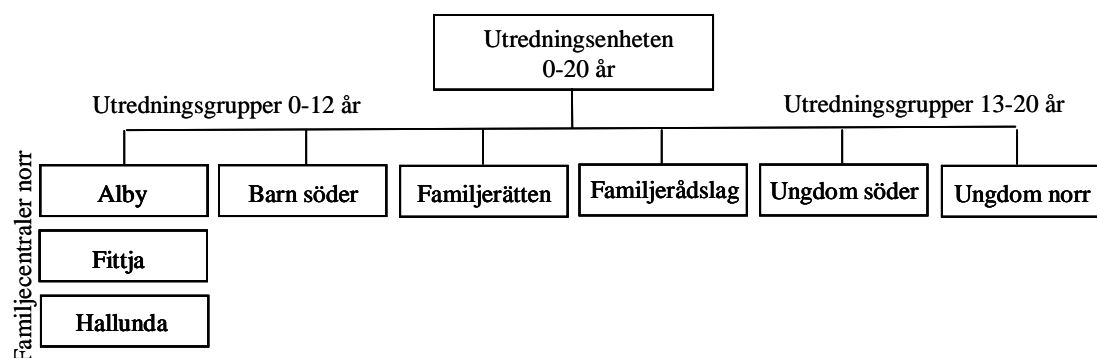 Utredningsenheten
0-20 år
Utredningsgrupper 0-12 år
Utredningsgrupper 13-20 år
Familjecentraler norr
Alby
Barn söder
Familjerätten
Familjerådslag
Ungdom söder
Ungdom norr
Fittja
Hallunda